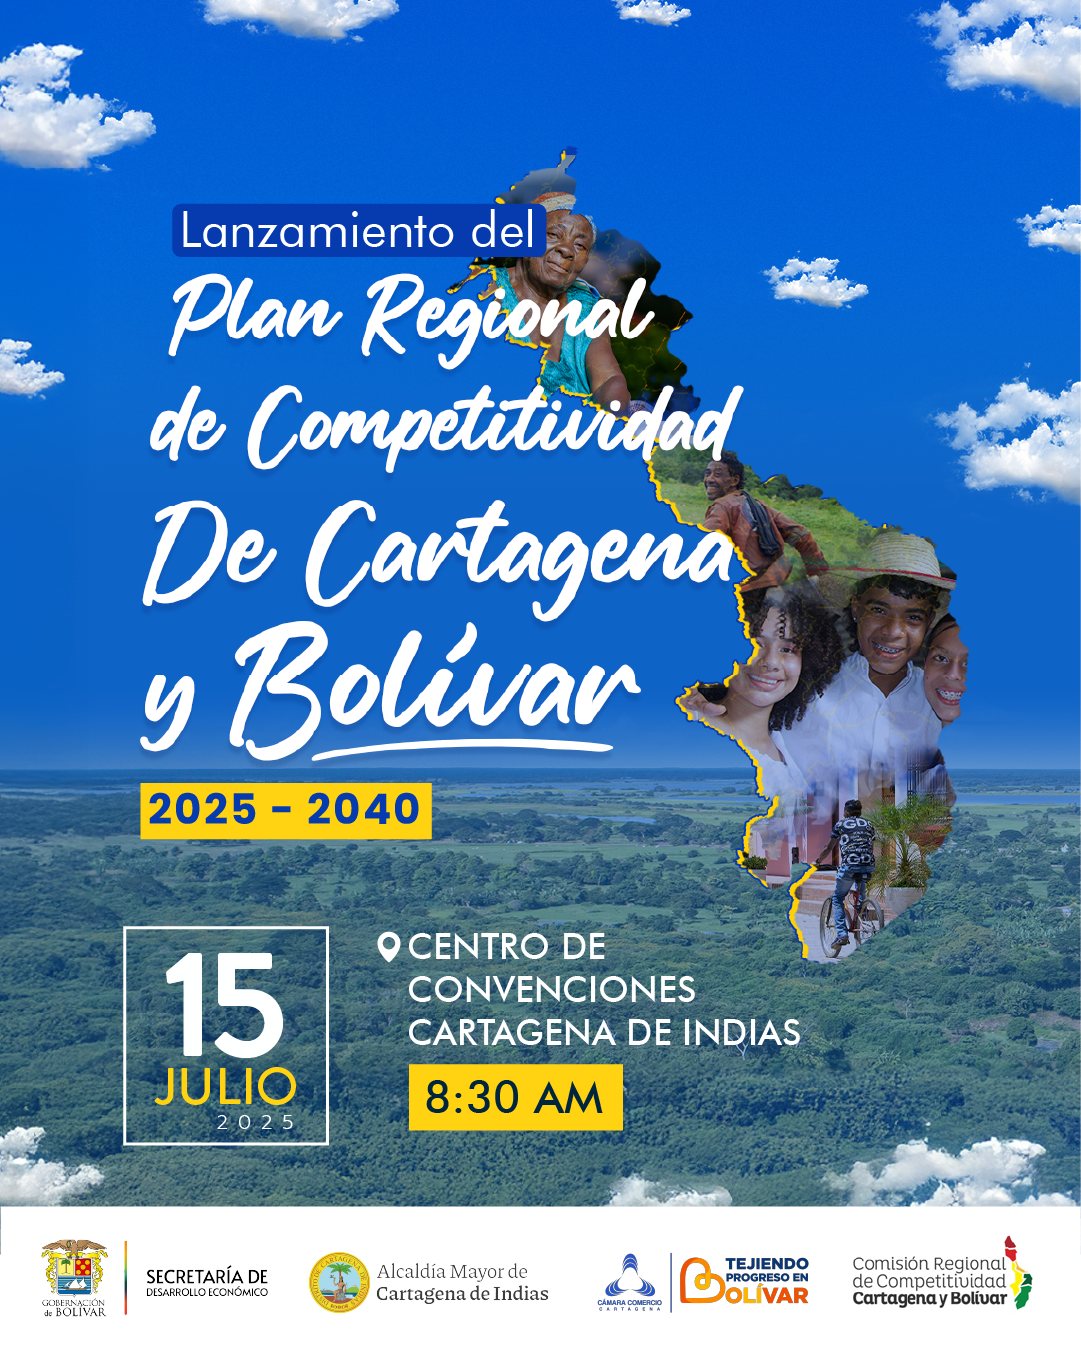 Lanzamiento del
Plan Regional
de Competitividad
De Cartagena
y Bolívar
2025 - 2040
15
JULIO
2025
CENTRO DE
CONVENCIONES
CARTAGENA DE INDIAS
8:30 AM
GOBERNACIÓN
de BOLÍVAR
SECRETARÍA DE
DESARROLLO ECONÓMICO
Alcaldía Mayor de
Cartagena de Indias
CÁMARA COMERCIO
CARTAGENA
TEJIENDO
PROGRESO EN
BOLÍVAR
Comisión Regional
de Competitividad
Cartagena y Bolívar